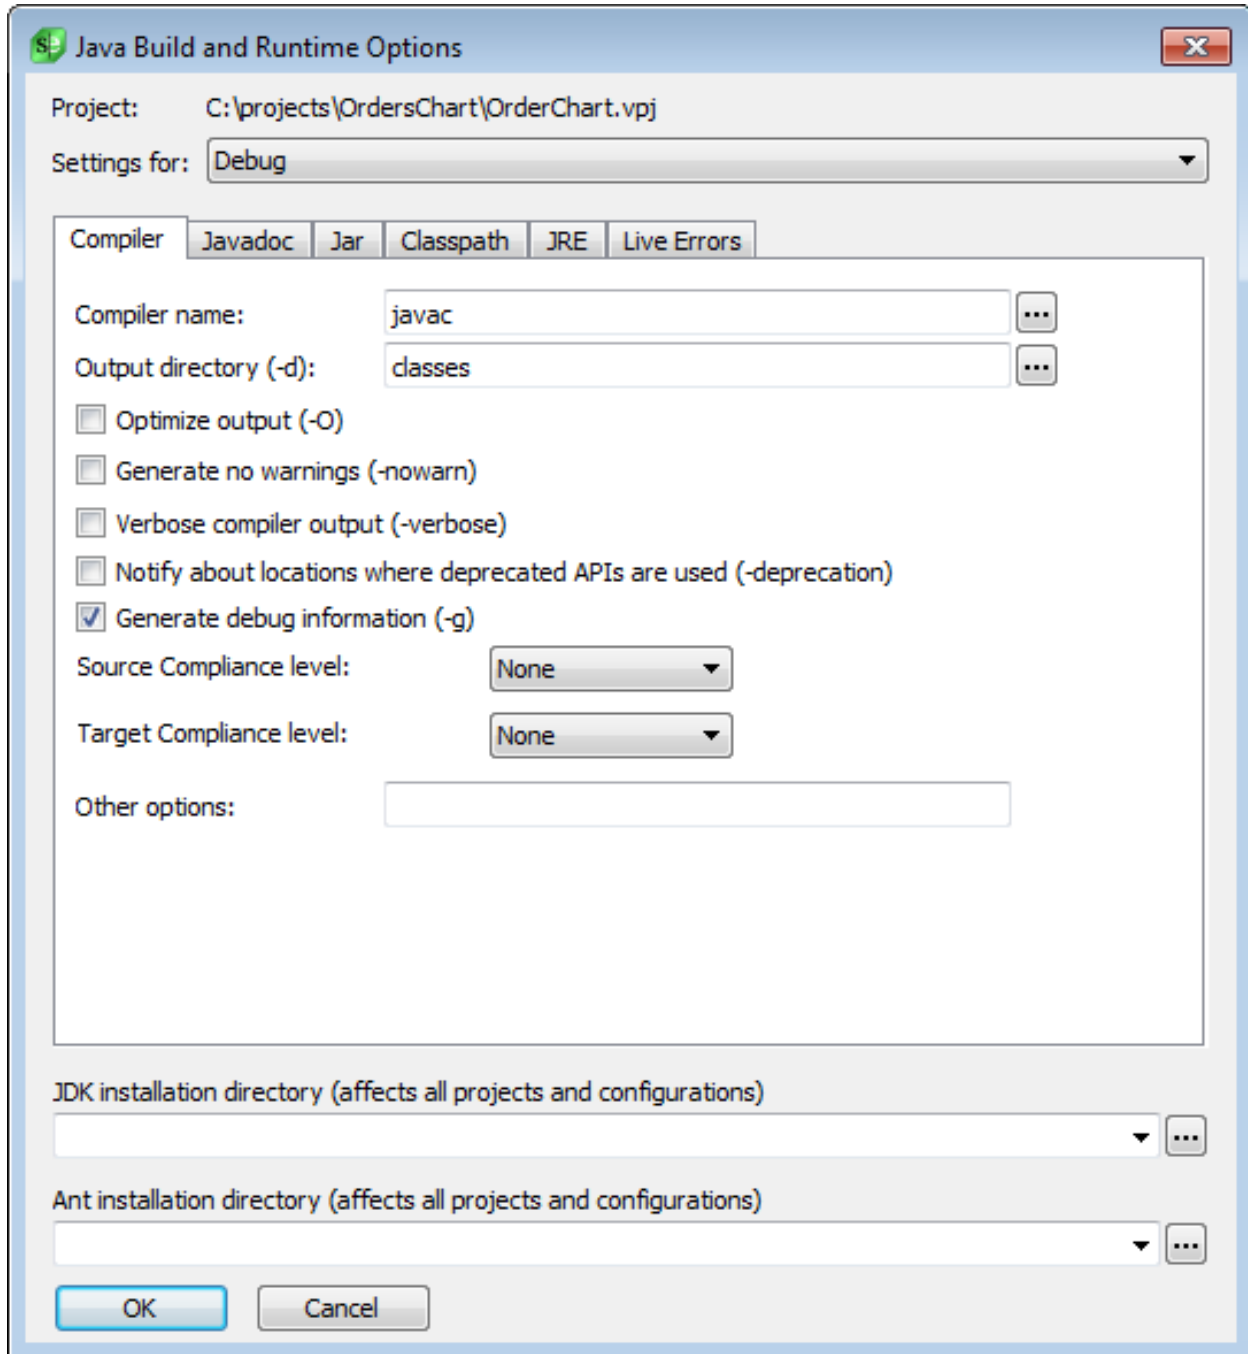 Java Build and Runtime Options
Project: C:\projects\OrdersChart\OrderChart.vpj
Settings for: Debug
Compiler Javadoc Jar Classpath JRE Live Errors
Compiler name: javac ...
Output directory (-d): classes ...
Optimize output (-O)
Generate no warnings (-nowarn)
Verbose compiler output (-verbose)
Notify about locations where deprecated APIs are used (-deprecation)
Generate debug information (-g)
Source Compliance level: None
Target Compliance level: None
Other options:
JDK installation directory (affects all projects and configurations)
...
Ant installation directory (affects all projects and configurations)
...
OK Cancel